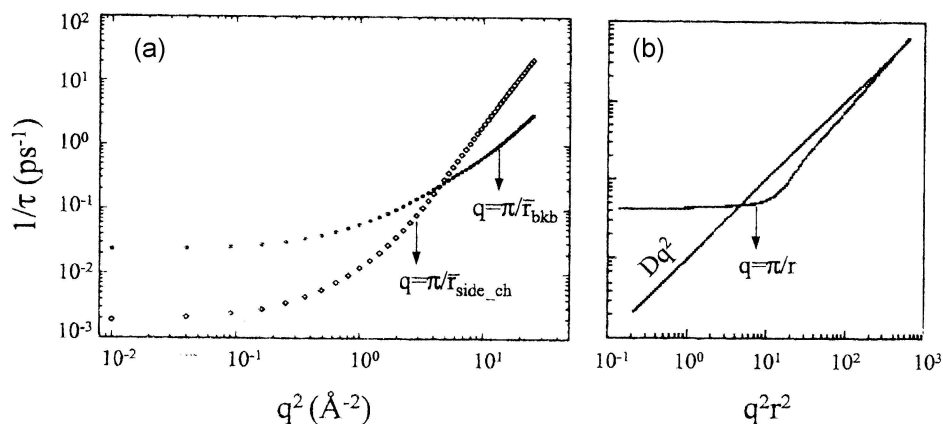 (a)
1/τ (ps⁻¹)
10²
10¹
10⁰
10⁻¹
10⁻²
10⁻³
q=π/r̄bkb
q=π/r̄side_ch
10⁻²
10⁻¹
10⁰
10¹
q² (Å⁻²)
(b)
Dq²
q=π/r
10⁻¹
10⁰
10¹
10²
10³
q²r²